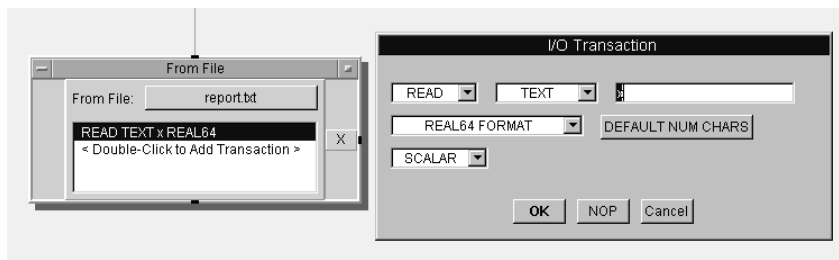 From File
From File: report.txt
READ TEXT x REAL64
< Double-Click to Add Transaction >
X
I/O Transaction
READ TEXT x
REAL64 FORMAT DEFAULT NUM CHARS
SCALAR
OK NOP Cancel